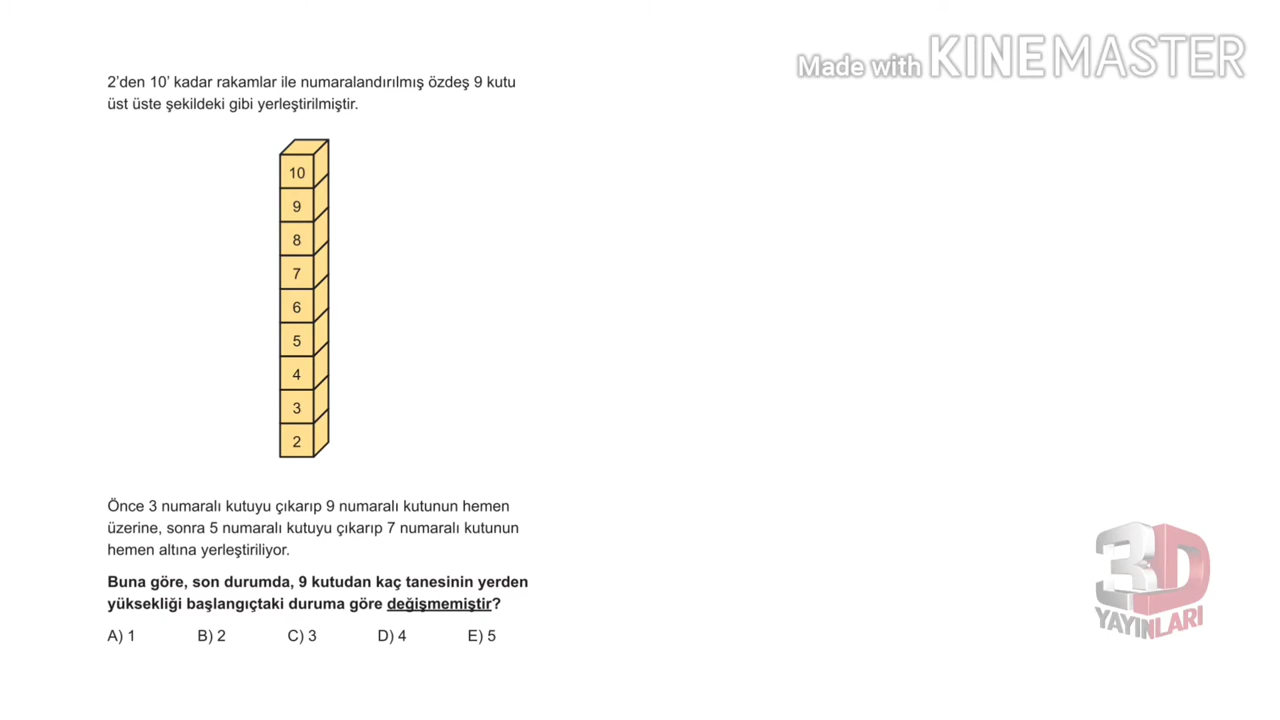 Made with KINEMASTER
2'den 10' kadar rakamlar ile numaralandırılmış özdeş 9 kutu
üst üste şekildeki gibi yerleştirilmiştir.
10
9
8
7
6
5
4
3
2
Önce 3 numaralı kutuyu çıkarıp 9 numaralı kutunun hemen
üzerine, sonra 5 numaralı kutuyu çıkarıp 7 numaralı kutunun
hemen altına yerleştiriliyor.
Buna göre, son durumda, 9 kutudan kaç tanesinin yerden
yüksekliği başlangıçtaki duruma göre değişmemiştir?
A) 1 B) 2 C) 3 D) 4 E) 5
3D
YAYINLARI